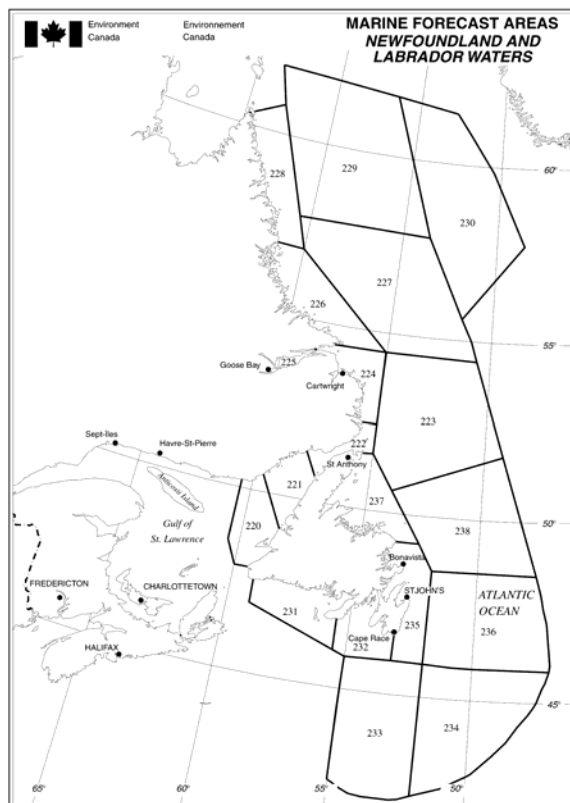 Environment
Canada
Environnement
Canada
MARINE FORECAST AREAS
NEWFOUNDLAND AND
LABRADOR WATERS
60°
228
229
230
227
226
55°
Goose Bay
225
224
Cartwright
223
Sept-Iles
Havre-St-Pierre
222
St Anthony
Anticosti Island
221
237
50°
220
Gulf of
St. Lawrence
238
Bonavista
FREDERICTON
CHARLOTTETOWN
STJOHN'S
ATLANTIC
OCEAN
231
235
236
Cape Race
232
HALIFAX
45°
233
234
65°
60°
55°
50°